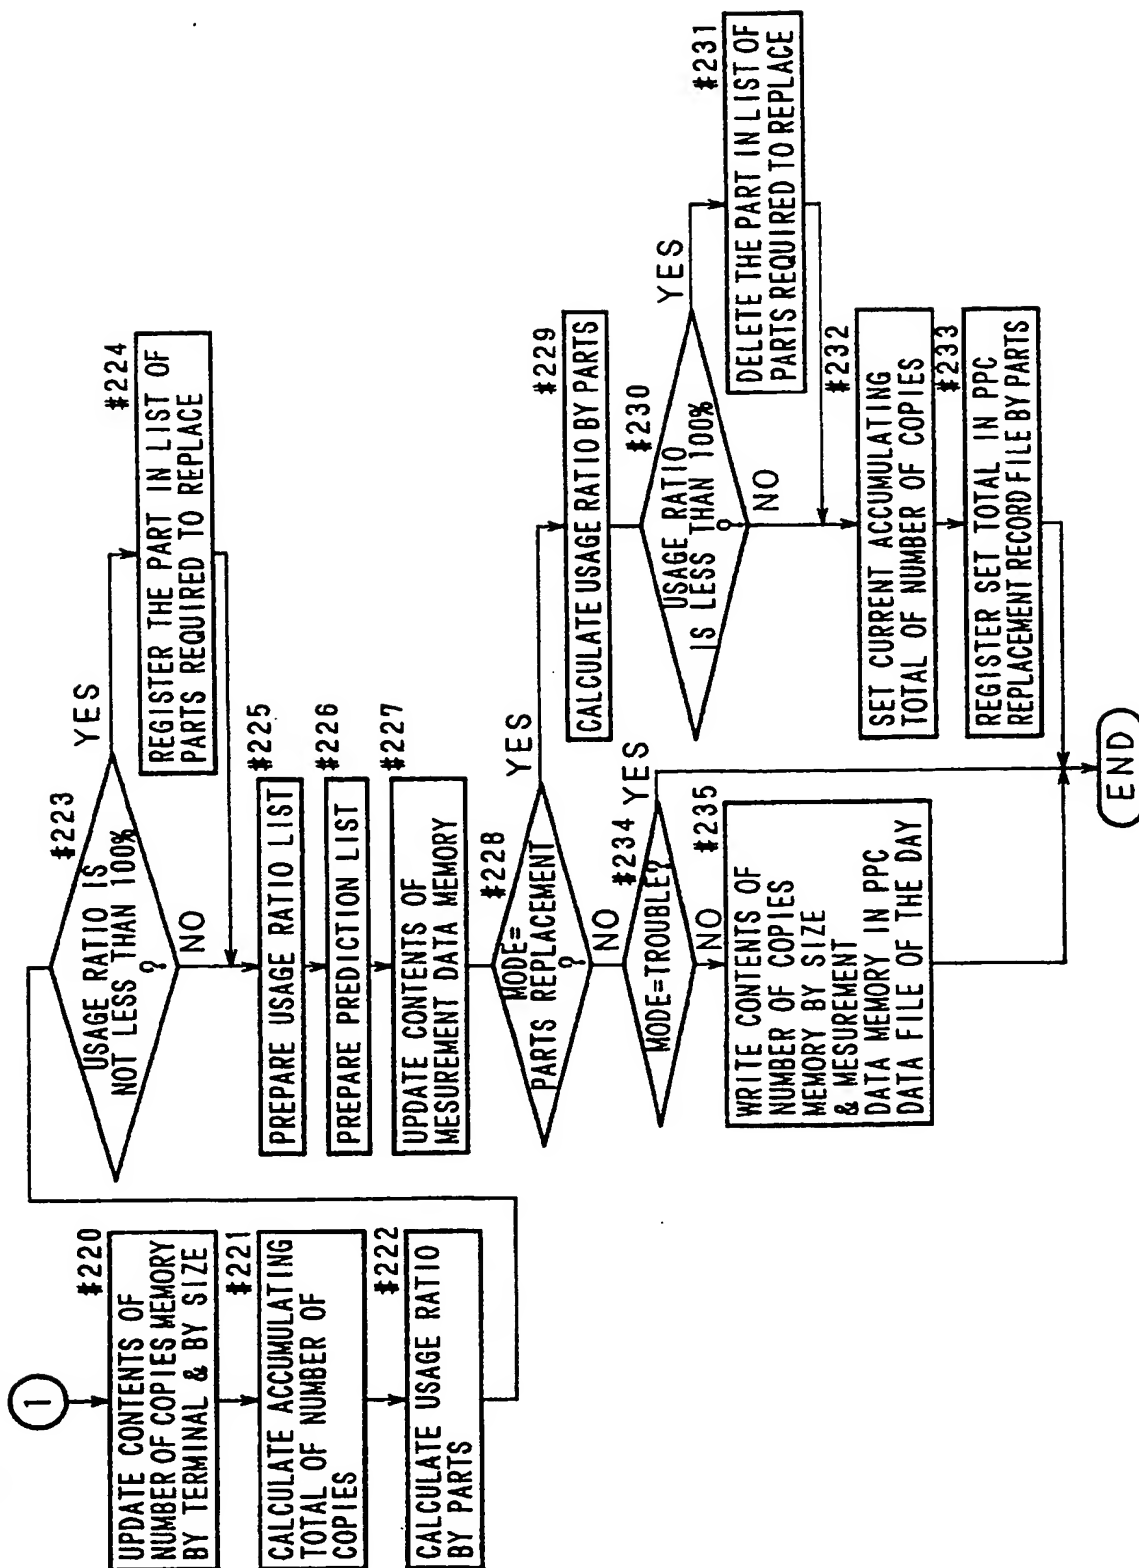 1
#220
UPDATE CONTENTS OF
NUMBER OF COPIES MEMORY
BY TERMINAL & BY SIZE
#221
CALCULATE ACCUMULATING
TOTAL OF NUMBER OF
COPIES
#222
CALCULATE USAGE RATIO
BY PARTS
#223
USAGE RATIO IS
NOT LESS THAN 100%
?
YES
NO
#224
REGISTER THE PART IN LIST OF
PARTS REQUIRED TO REPLACE
#225
PREPARE USAGE RATIO LIST
#226
PREPARE PREDICTION LIST
#227
UPDATE CONTENTS OF
MESUREMENT DATA MEMORY
#228
MODE=
PARTS REPLACEMENT
?
YES
NO
#229
CALCULATE USAGE RATIO BY PARTS
#230
USAGE RATIO
IS LESS THAN 100%
?
YES
NO
#231
DELETE THE PART IN LIST OF
PARTS REQUIRED TO REPLACE
#232
SET CURRENT ACCUMULATING
TOTAL OF NUMBER OF COPIES
#233
REGISTER SET TOTAL IN PPC
REPLACEMENT RECORD FILE BY PARTS
#234
MODE=TROUBLE?
YES
NO
#235
WRITE CONTENTS OF
NUMBER OF COPIES
MEMORY BY SIZE
& MESUREMENT
DATA MEMORY IN PPC
DATA FILE OF THE DAY
END